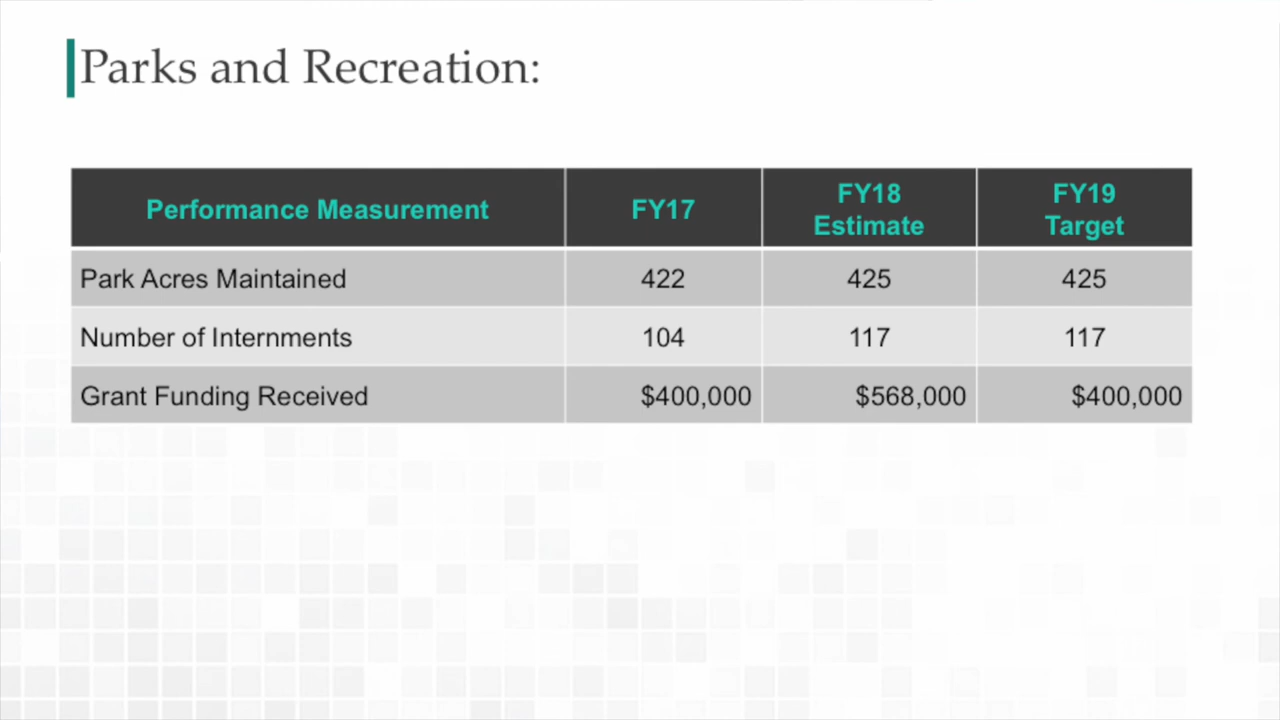 Parks and Recreation:
Performance Measurement FY17 FY18 Estimate FY19 Target
Park Acres Maintained 422 425 425
Number of Internments 104 117 117
Grant Funding Received $400,000 $568,000 $400,000